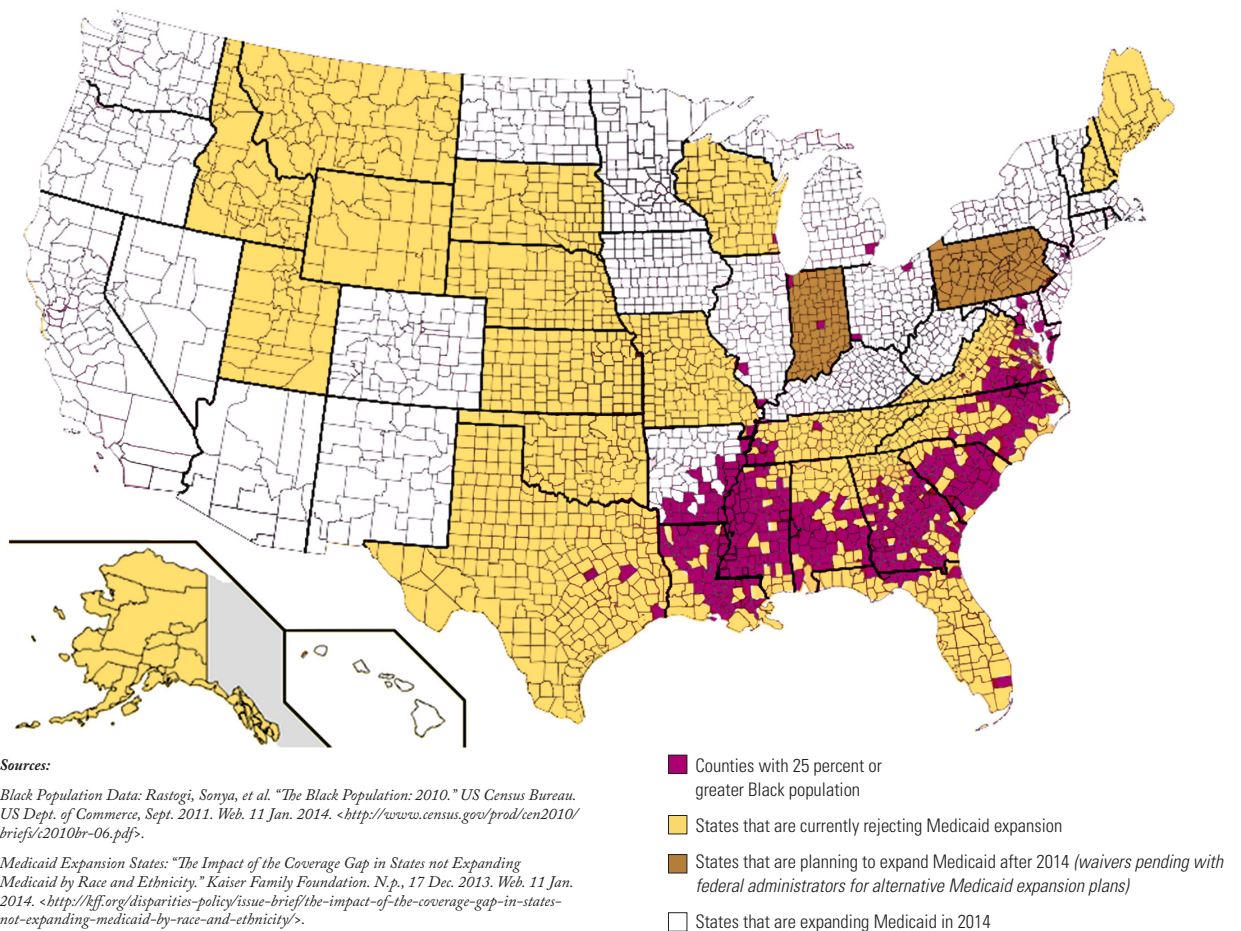 Sources:
Black Population Data: Rastogi, Sonya, et al. “The Black Population: 2010.” US Census Bureau.
US Dept. of Commerce, Sept. 2011. Web. 11 Jan. 2014. <http://www.census.gov/prod/cen2010/
briefs/c2010br-06.pdf>.
Medicaid Expansion States: “The Impact of the Coverage Gap in States not Expanding
Medicaid by Race and Ethnicity.” Kaiser Family Foundation. N.p., 17 Dec. 2013. Web. 11 Jan.
2014. <http://kff.org/disparities-policy/issue-brief/the-impact-of-the-coverage-gap-in-states-
not-expanding-medicaid-by-race-and-ethnicity/>.
Counties with 25 percent or
greater Black population
States that are currently rejecting Medicaid expansion
States that are planning to expand Medicaid after 2014 (waivers pending with
federal administrators for alternative Medicaid expansion plans)
States that are expanding Medicaid in 2014